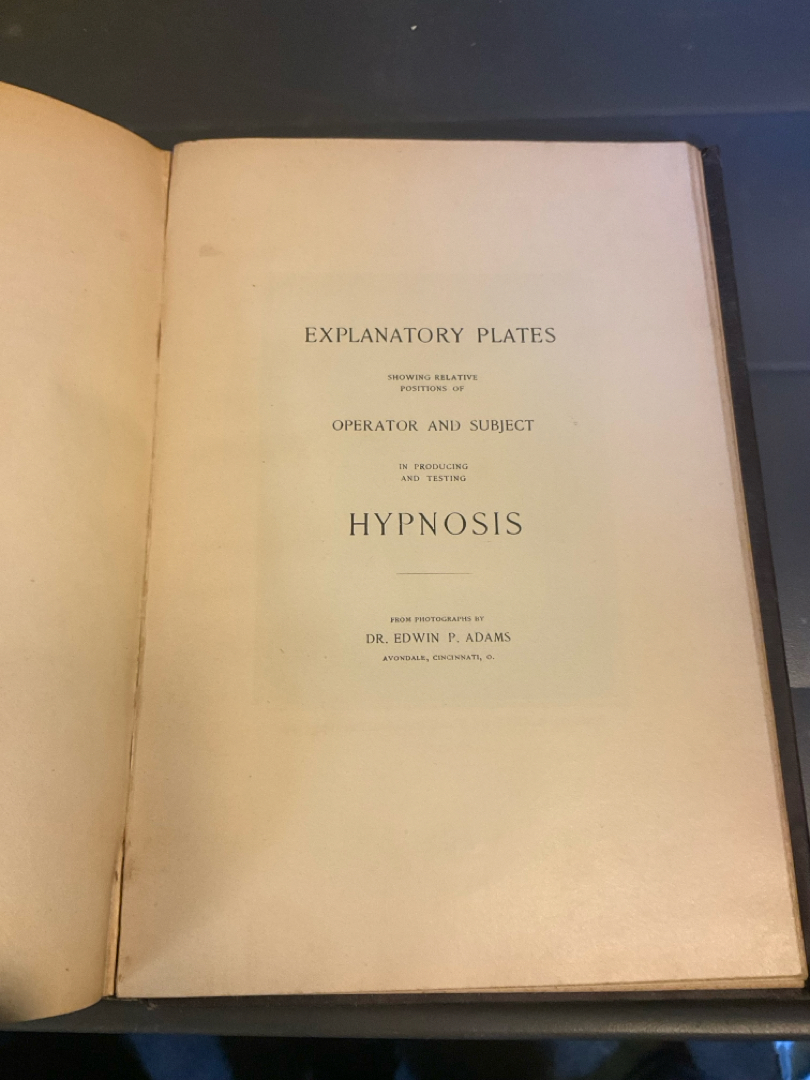 EXPLANATORY PLATES
SHOWING RELATIVE
POSITIONS OF
OPERATOR AND SUBJECT
IN PRODUCING
AND TESTING
HYPNOSIS
FROM PHOTOGRAPHS BY
DR. EDWIN P. ADAMS
AVONDALE, CINCINNATI, O.